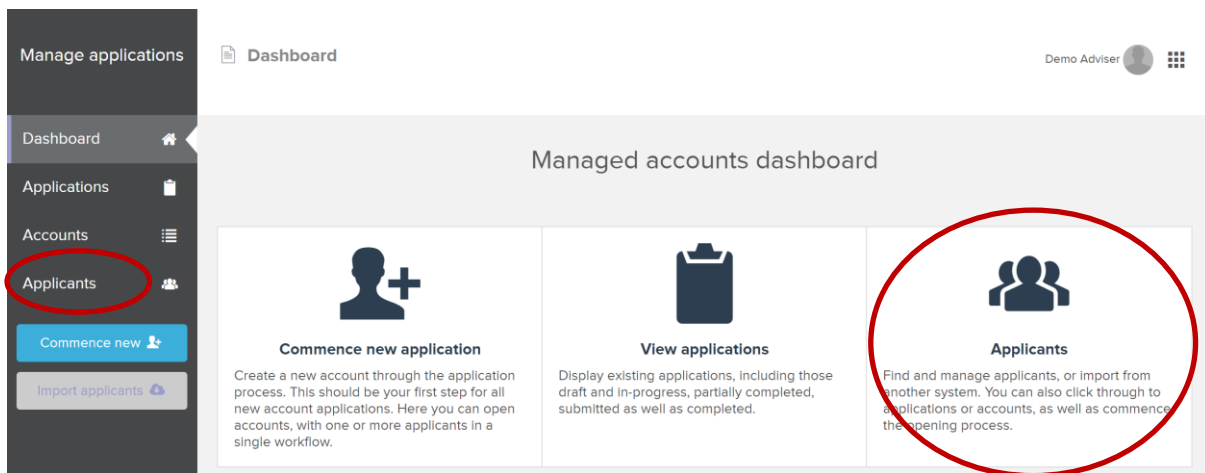 Manage applications
Dashboard
Demo Adviser
Dashboard
Applications
Accounts
Applicants
Commence new
Import applicants
Managed accounts dashboard
Commence new application
Create a new account through the application
process. This should be your first step for all
new account applications. Here you can open
accounts, with one or more applicants in a
single workflow.
View applications
Display existing applications, including those
draft and in-progress, partially completed,
submitted as well as completed.
Applicants
Find and manage applicants, or import from
another system. You can also click through to
applications or accounts, as well as commence
the opening process.